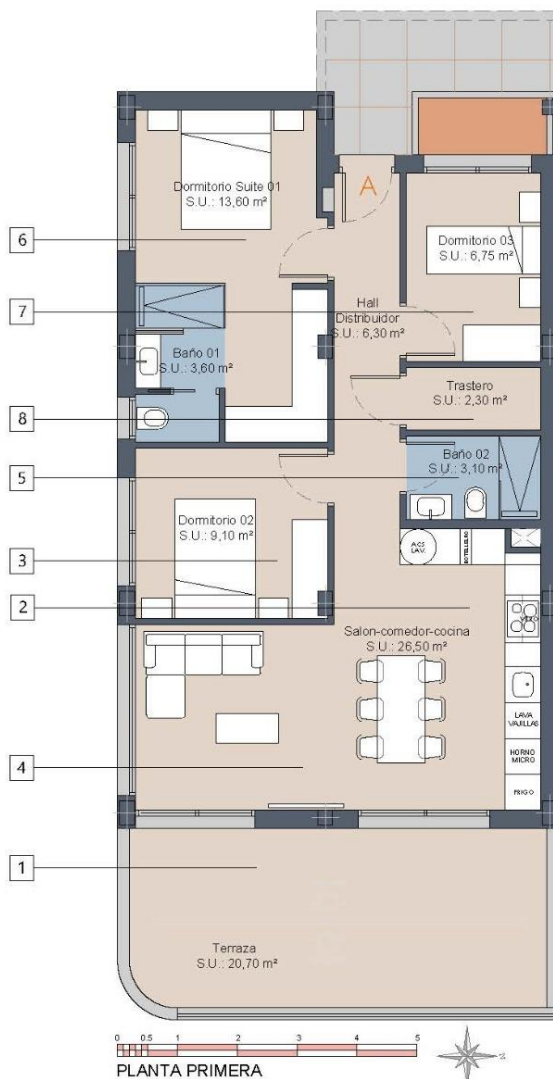 A
Dormitorio Suite 01
S.U.: 13,60 m²
Dormitorio 03
S.U.: 6,75 m²
6
7
Hall
Distribuidor
S.U.: 6,30 m²
Baño 01
S.U.: 3,60 m²
Trastero
S.U.: 2,30 m²
8
Baño 02
S.U.: 3,10 m²
5
Dormitorio 02
S.U.: 9,10 m²
3
ACS
LAV.
BOTELLERO
2
VITRO
Salon-comedor-cocina
S.U.: 26,50 m²
LAVA
VAJILLAS
HORNO
MICRO
FRIGO
4
1
Terraza
S.U.: 20,70 m²
0 0.5 1 2 3 4 5
N
PLANTA PRIMERA